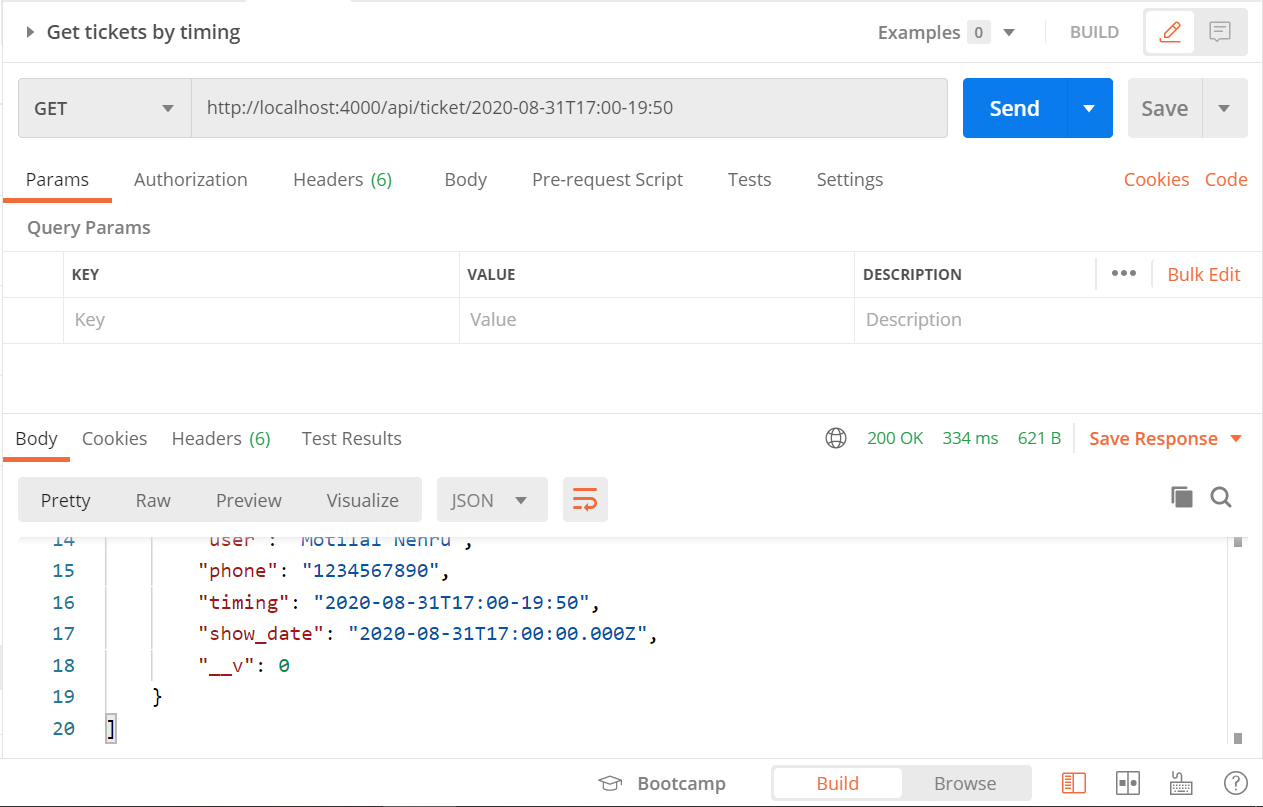 Get tickets by timing Examples 0 BUILD
GET http://localhost:4000/api/ticket/2020-08-31T17:00-19:50 Send Save
Params Authorization Headers (6) Body Pre-request Script Tests Settings Cookies Code
Query Params
KEY VALUE DESCRIPTION ••• Bulk Edit
Key Value Description
Body Cookies Headers (6) Test Results 200 OK 334 ms 621 B Save Response
Pretty Raw Preview Visualize JSON
14 "user": "Motilal Nehru",
15 "phone": "1234567890",
16 "timing": "2020-08-31T17:00-19:50",
17 "show_date": "2020-08-31T17:00:00.000Z",
18 "__v": 0
19 }
20 ]
Bootcamp Build Browse ?